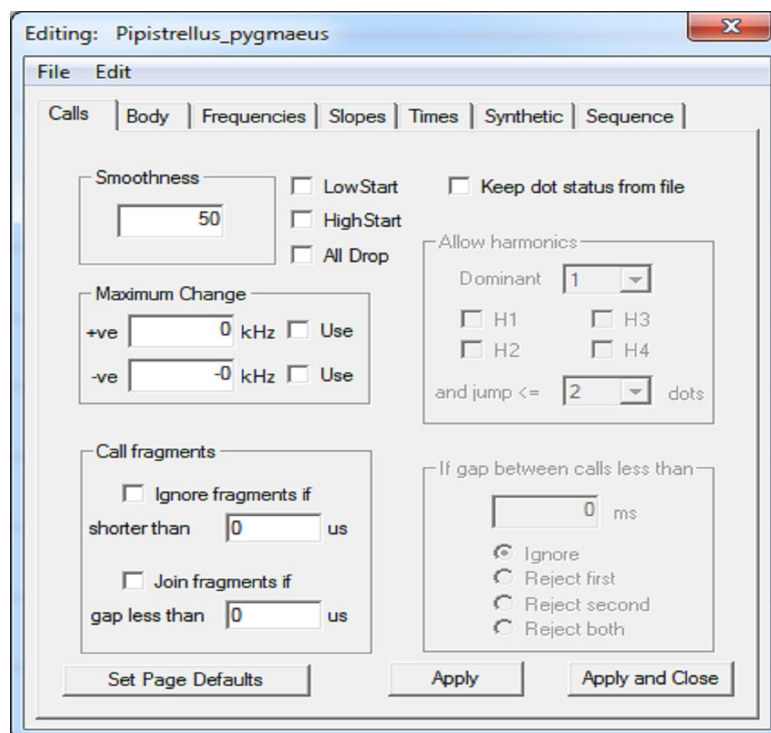 Editing: Pipistrellus_pygmaeus
File Edit
Calls Body Frequencies Slopes Times Synthetic Sequence
Smoothness
50
LowStart
HighStart
All Drop
Keep dot status from file
Maximum Change
+ve 0 kHz Use
-ve -0 kHz Use
Allow harmonics
Dominant 1
H1 H3
H2 H4
and jump <= 2 dots
Call fragments
Ignore fragments if
shorter than 0 us
Join fragments if
gap less than 0 us
If gap between calls less than
0 ms
Ignore
Reject first
Reject second
Reject both
Set Page Defaults Apply Apply and Close